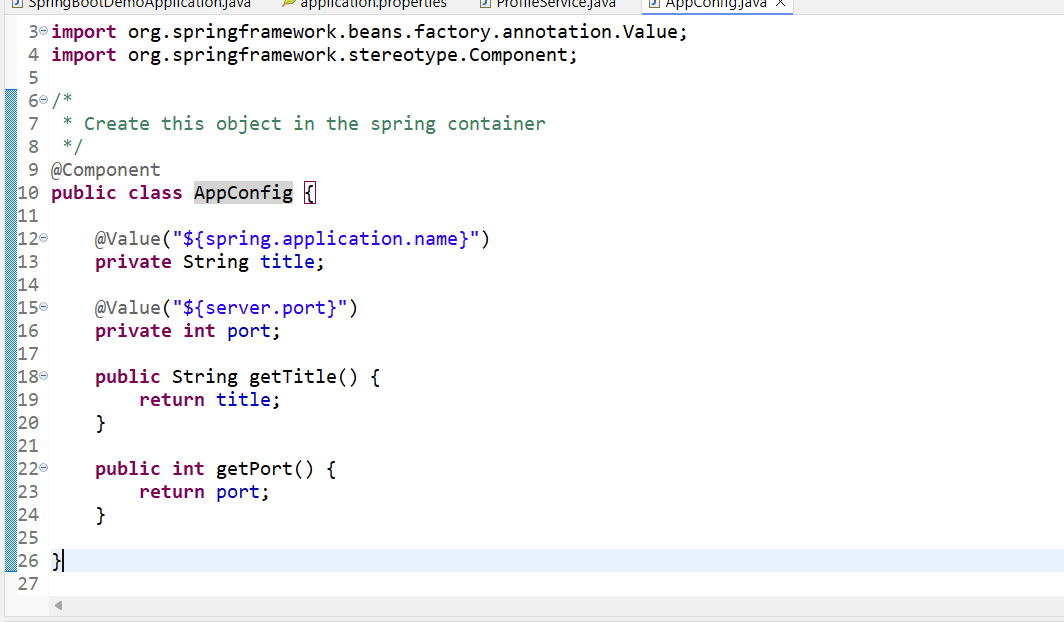 SpringBootDemoApplication.java application.properties ProfileService.java AppConfig.java
3 import org.springframework.beans.factory.annotation.Value;
4 import org.springframework.stereotype.Component;
5
6 /*
7  * Create this object in the spring container
8  */
9 @Component
10 public class AppConfig {
11
12     @Value("${spring.application.name}")
13     private String title;
14
15     @Value("${server.port}")
16     private int port;
17
18     public String getTitle() {
19         return title;
20     }
21
22     public int getPort() {
23         return port;
24     }
25
26 }
27